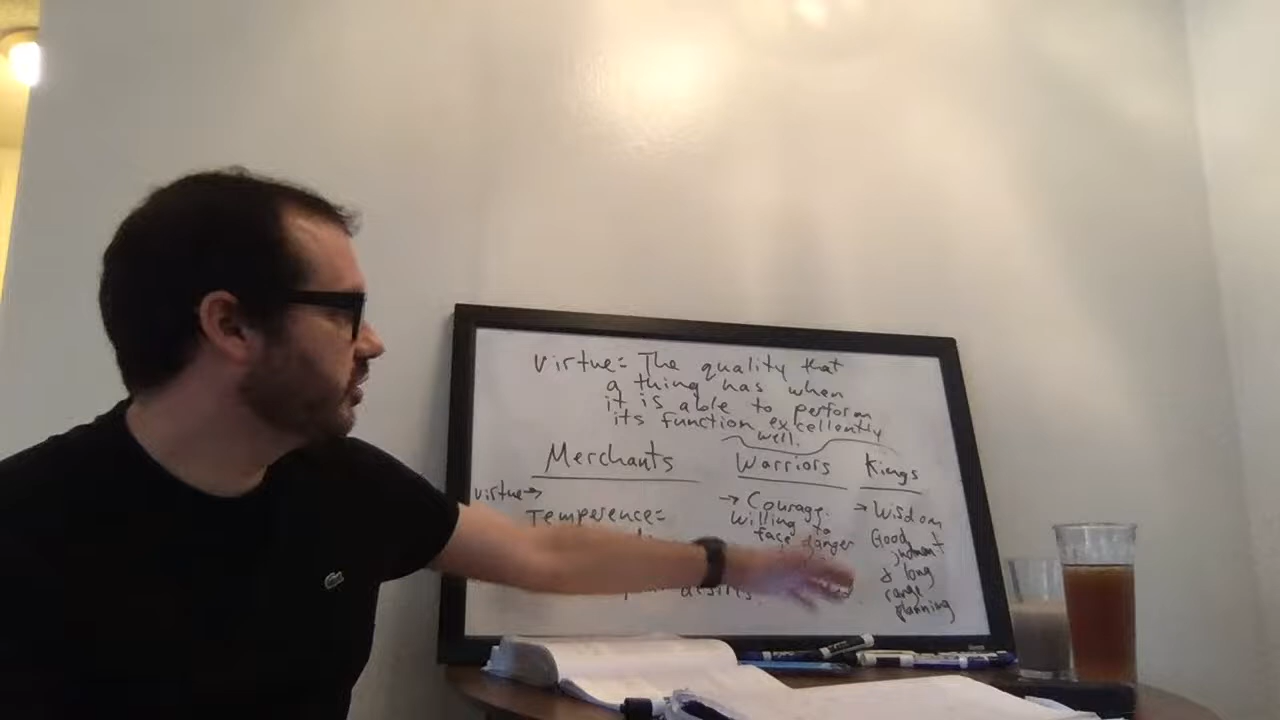 Virtue= The quality that
a thing has when
it is able to perform
its function excellently
well.
Merchants
Warriors
Kings
Virtue→
Temperence=
desires
→ Courage.
Willing to
face danger
→ Wisdom
Good
& long
range
planning